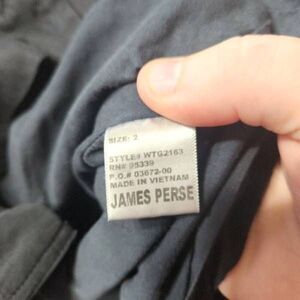 SIZE: 2
STYLE# WTG2163
RN# 95339
P.O.# 03672-00
MADE IN VIETNAM
JAMES PERSE